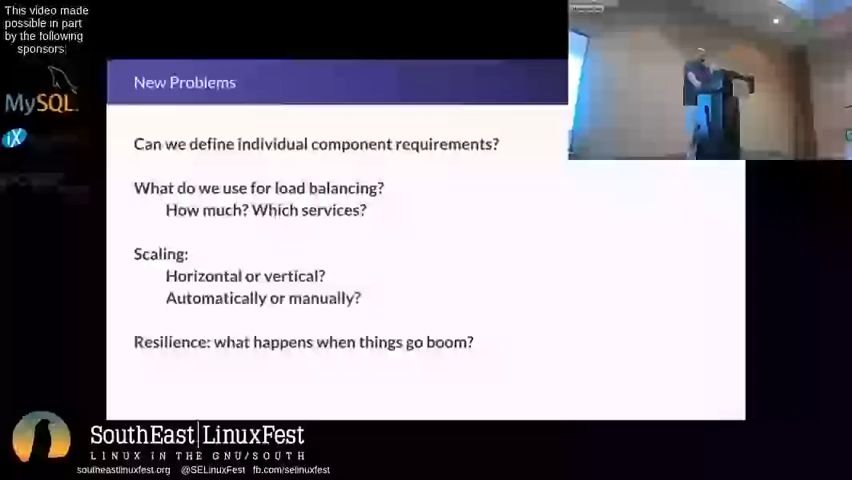 This video made
possible in part
by the following
sponsors:
MySQL
iX
New Problems
Can we define individual component requirements?
What do we use for load balancing?
How much? Which services?
Scaling:
Horizontal or vertical?
Automatically or manually?
Resilience: what happens when things go boom?
SouthEast LinuxFest
LINUX IN THE GNU/SOUTH
southeastlinuxfest.org @SELinuxFest fb.com/selinuxfest